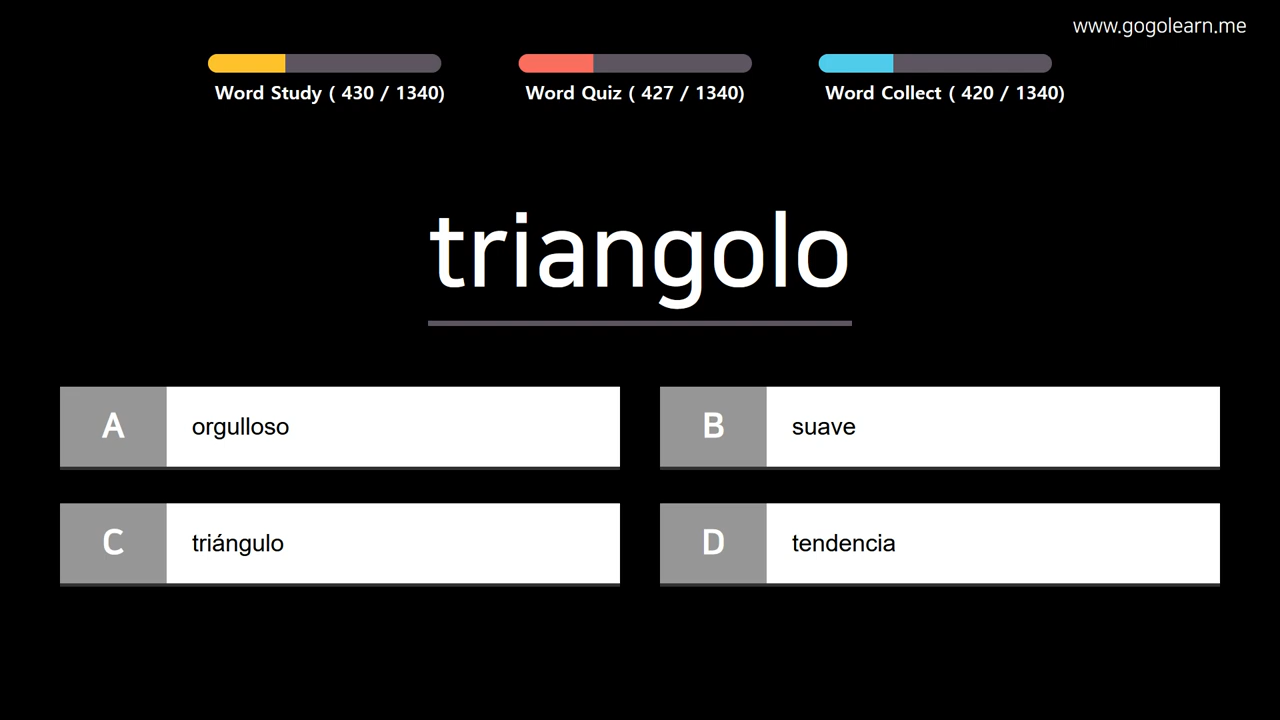 www.gogolearn.me
Word Study ( 430 / 1340)
Word Quiz ( 427 / 1340)
Word Collect ( 420 / 1340)
triangolo
A
orgulloso
B
suave
C
triángulo
D
tendencia